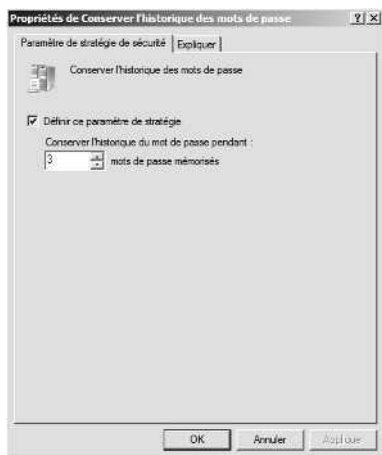 Propriétés de Conserver l'historique des mots de passe
Paramètre de stratégie de sécurité
Expliquer
Conserver l'historique des mots de passe
Définir ce paramètre de stratégie
Conserver l'historique du mot de passe pendant :
3
mots de passe mémorisés
OK
Annuler
Appliquer